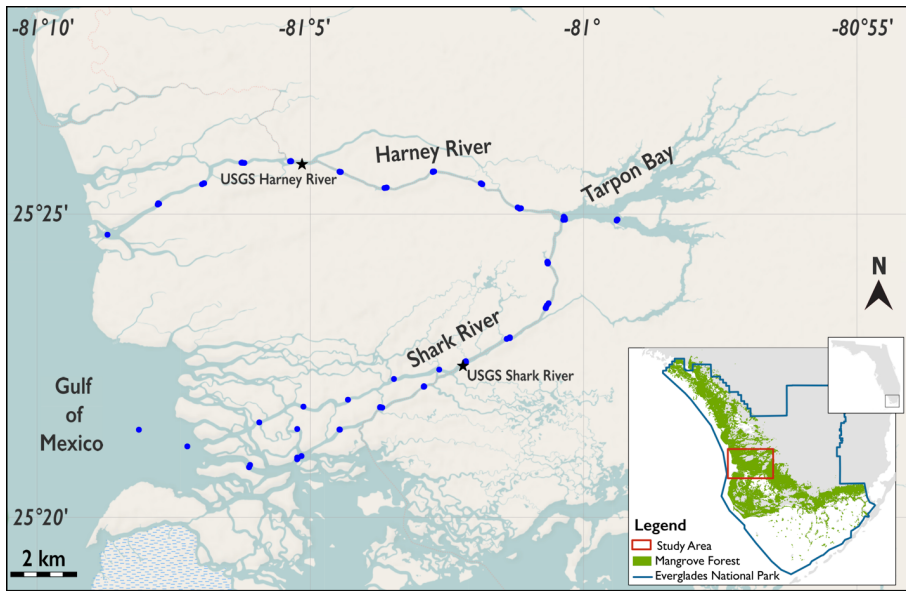 -81°10'
-81°5'
-81°
-80°55'
Harney River
USGS Harney River
Tarpon Bay
25°25'
N
Shark River
USGS Shark River
Gulf
of
Mexico
25°20'
2 km
Legend
Study Area
Mangrove Forest
Everglades National Park